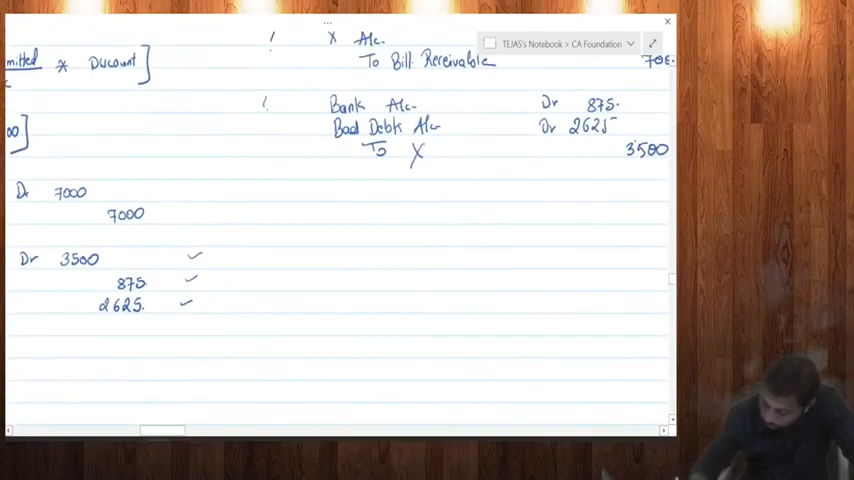 x A/c.
TEJAS's Notebook > CA Foundation
mitted * Discount]
To Bill Receivable 700.
Bank A/c. Dr 875.
Bad Debts A/c Dr 2625
00]
To X 3500
Dr 7000
7000
Dr 3500
875.
2625.